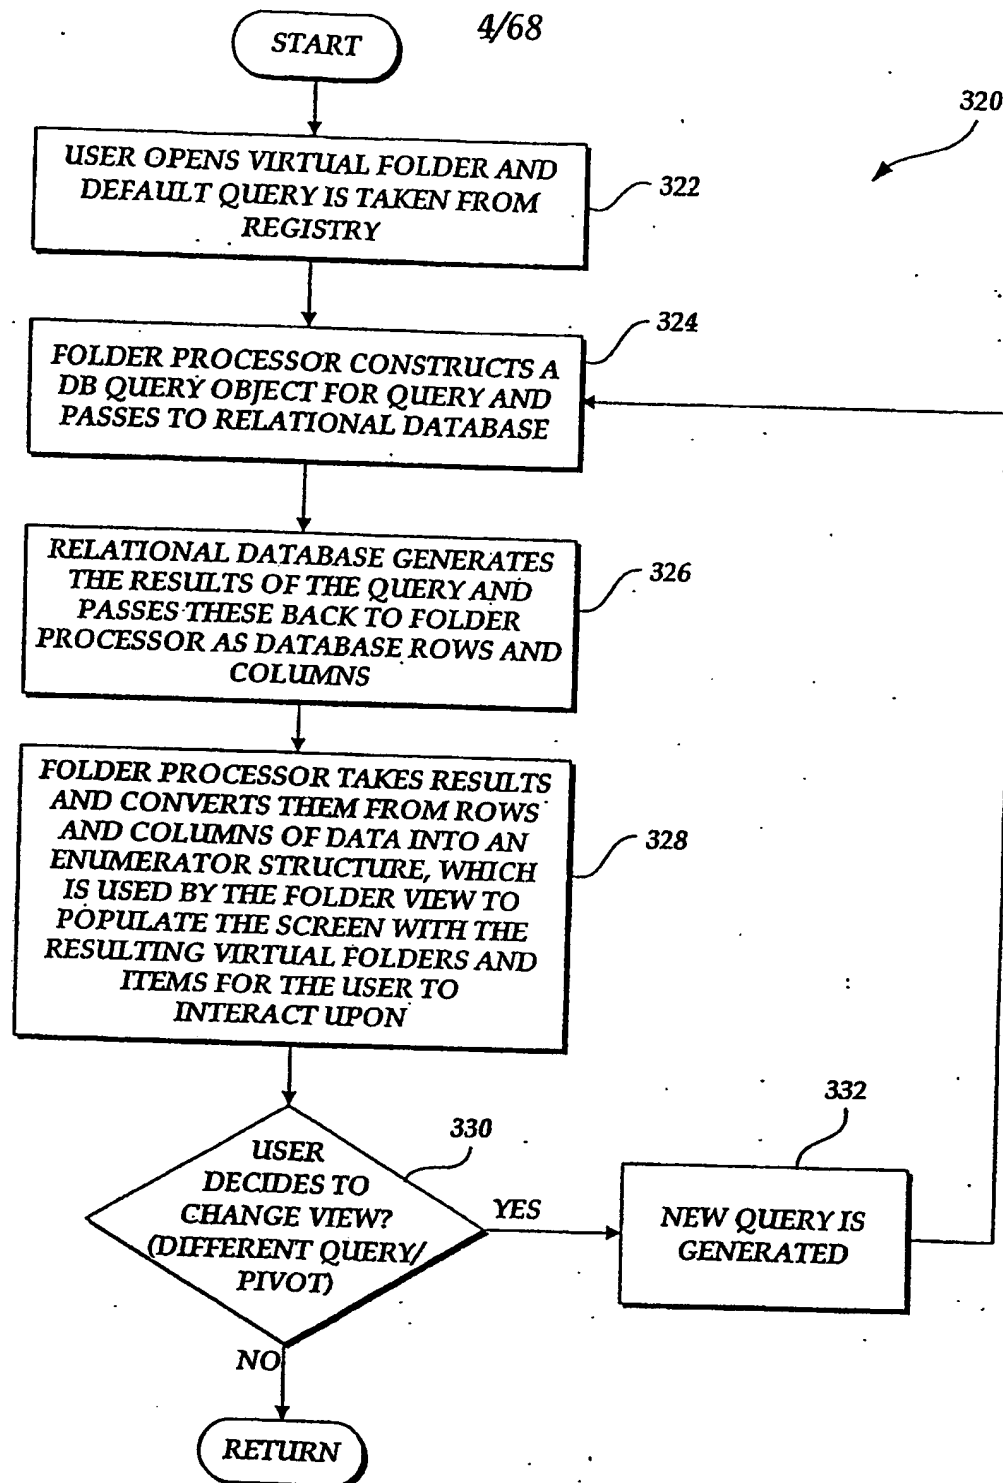 4/68
START
320
USER OPENS VIRTUAL FOLDER AND
DEFAULT QUERY IS TAKEN FROM
REGISTRY
322
FOLDER PROCESSOR CONSTRUCTS A
DB QUERY OBJECT FOR QUERY AND
PASSES TO RELATIONAL DATABASE
324
RELATIONAL DATABASE GENERATES
THE RESULTS OF THE QUERY AND
PASSES THESE BACK TO FOLDER
PROCESSOR AS DATABASE ROWS AND
COLUMNS
326
FOLDER PROCESSOR TAKES RESULTS
AND CONVERTS THEM FROM ROWS
AND COLUMNS OF DATA INTO AN
ENUMERATOR STRUCTURE, WHICH
IS USED BY THE FOLDER VIEW TO
POPULATE THE SCREEN WITH THE
RESULTING VIRTUAL FOLDERS AND
ITEMS FOR THE USER TO
INTERACT UPON
328
USER
DECIDES TO
CHANGE VIEW?
(DIFFERENT QUERY/
PIVOT)
330
YES
NEW QUERY IS
GENERATED
332
NO
RETURN